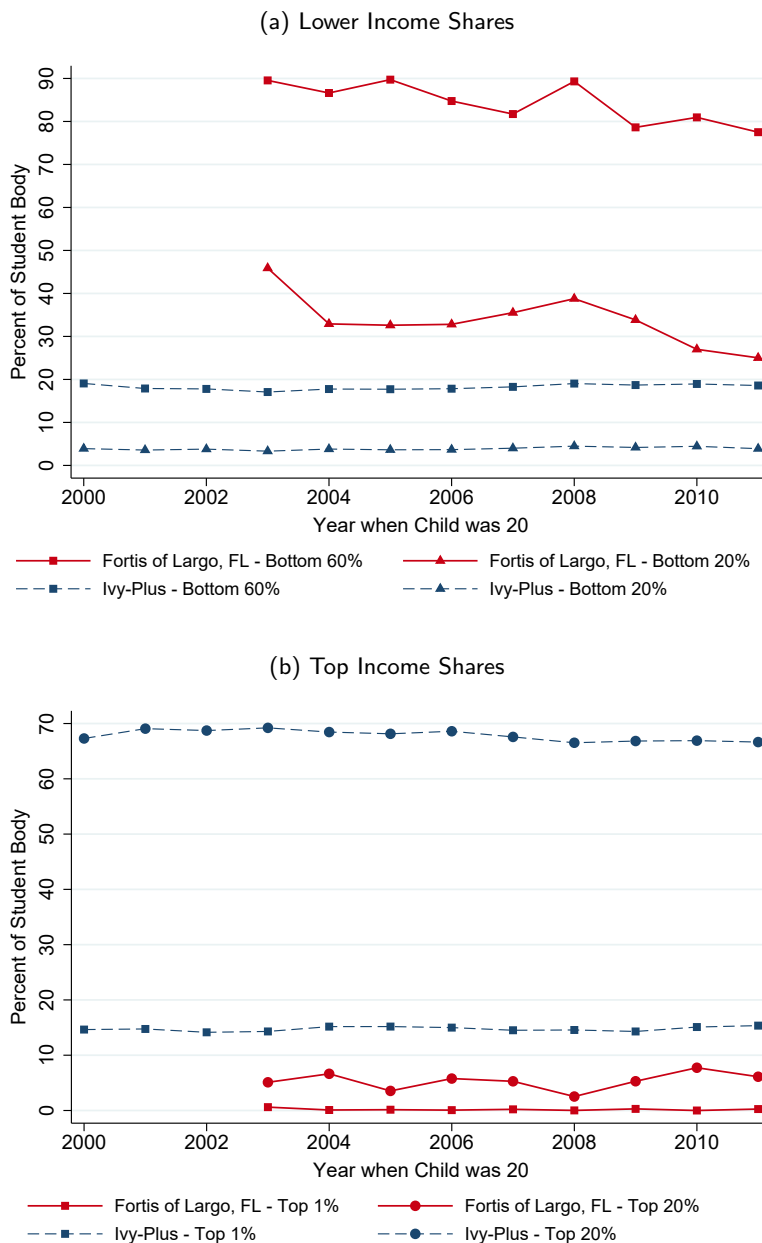 (a) Lower Income Shares
Percent of Student Body
90
80
70
60
50
40
30
20
10
0
2000 2002 2004 2006 2008 2010
Year when Child was 20
Fortis of Largo, FL - Bottom 60% Fortis of Largo, FL - Bottom 20%
Ivy-Plus - Bottom 60% Ivy-Plus - Bottom 20%
(b) Top Income Shares
Percent of Student Body
70
60
50
40
30
20
10
0
2000 2002 2004 2006 2008 2010
Year when Child was 20
Fortis of Largo, FL - Top 1% Fortis of Largo, FL - Top 20%
Ivy-Plus - Top 1% Ivy-Plus - Top 20%